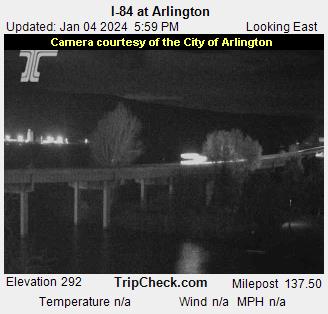 I-84 at Arlington
Updated: Jan 04 2024 5:59 PM Looking East
Camera courtesy of the City of Arlington
Elevation 292 TripCheck.com Milepost 137.50
Temperature n/a Wind n/a MPH n/a